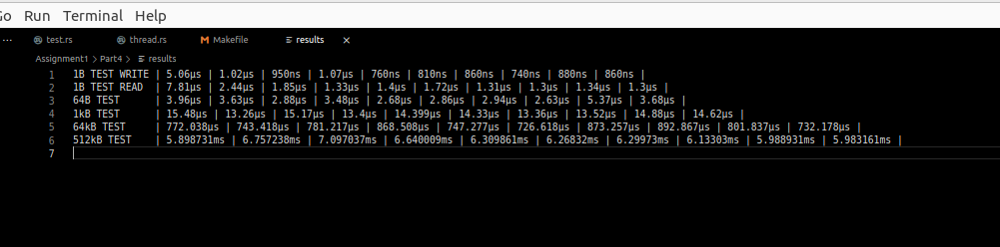 Go Run Terminal Help
··· test.rs thread.rs Makefile results ×
Assignment1 > Part4 > results
1 1B TEST WRITE | 5.06µs | 1.02µs | 950ns | 1.07µs | 760ns | 810ns | 860ns | 740ns | 880ns | 860ns |
2 1B TEST READ | 7.81µs | 2.44µs | 1.85µs | 1.33µs | 1.4µs | 1.72µs | 1.31µs | 1.3µs | 1.34µs | 1.3µs |
3 64B TEST | 3.96µs | 3.63µs | 2.88µs | 3.48µs | 2.68µs | 2.86µs | 2.94µs | 2.63µs | 5.37µs | 3.68µs |
4 1kB TEST | 15.48µs | 13.26µs | 15.17µs | 13.4µs | 14.399µs | 14.33µs | 13.36µs | 13.52µs | 14.88µs | 14.62µs |
5 64kB TEST | 772.038µs | 743.418µs | 781.217µs | 868.508µs | 747.277µs | 726.618µs | 873.257µs | 892.867µs | 801.837µs | 732.178µs |
6 512kB TEST | 5.898731ms | 6.757238ms | 7.097037ms | 6.640009ms | 6.309861ms | 6.26832ms | 6.29973ms | 6.13303ms | 5.988931ms | 5.983161ms |
7